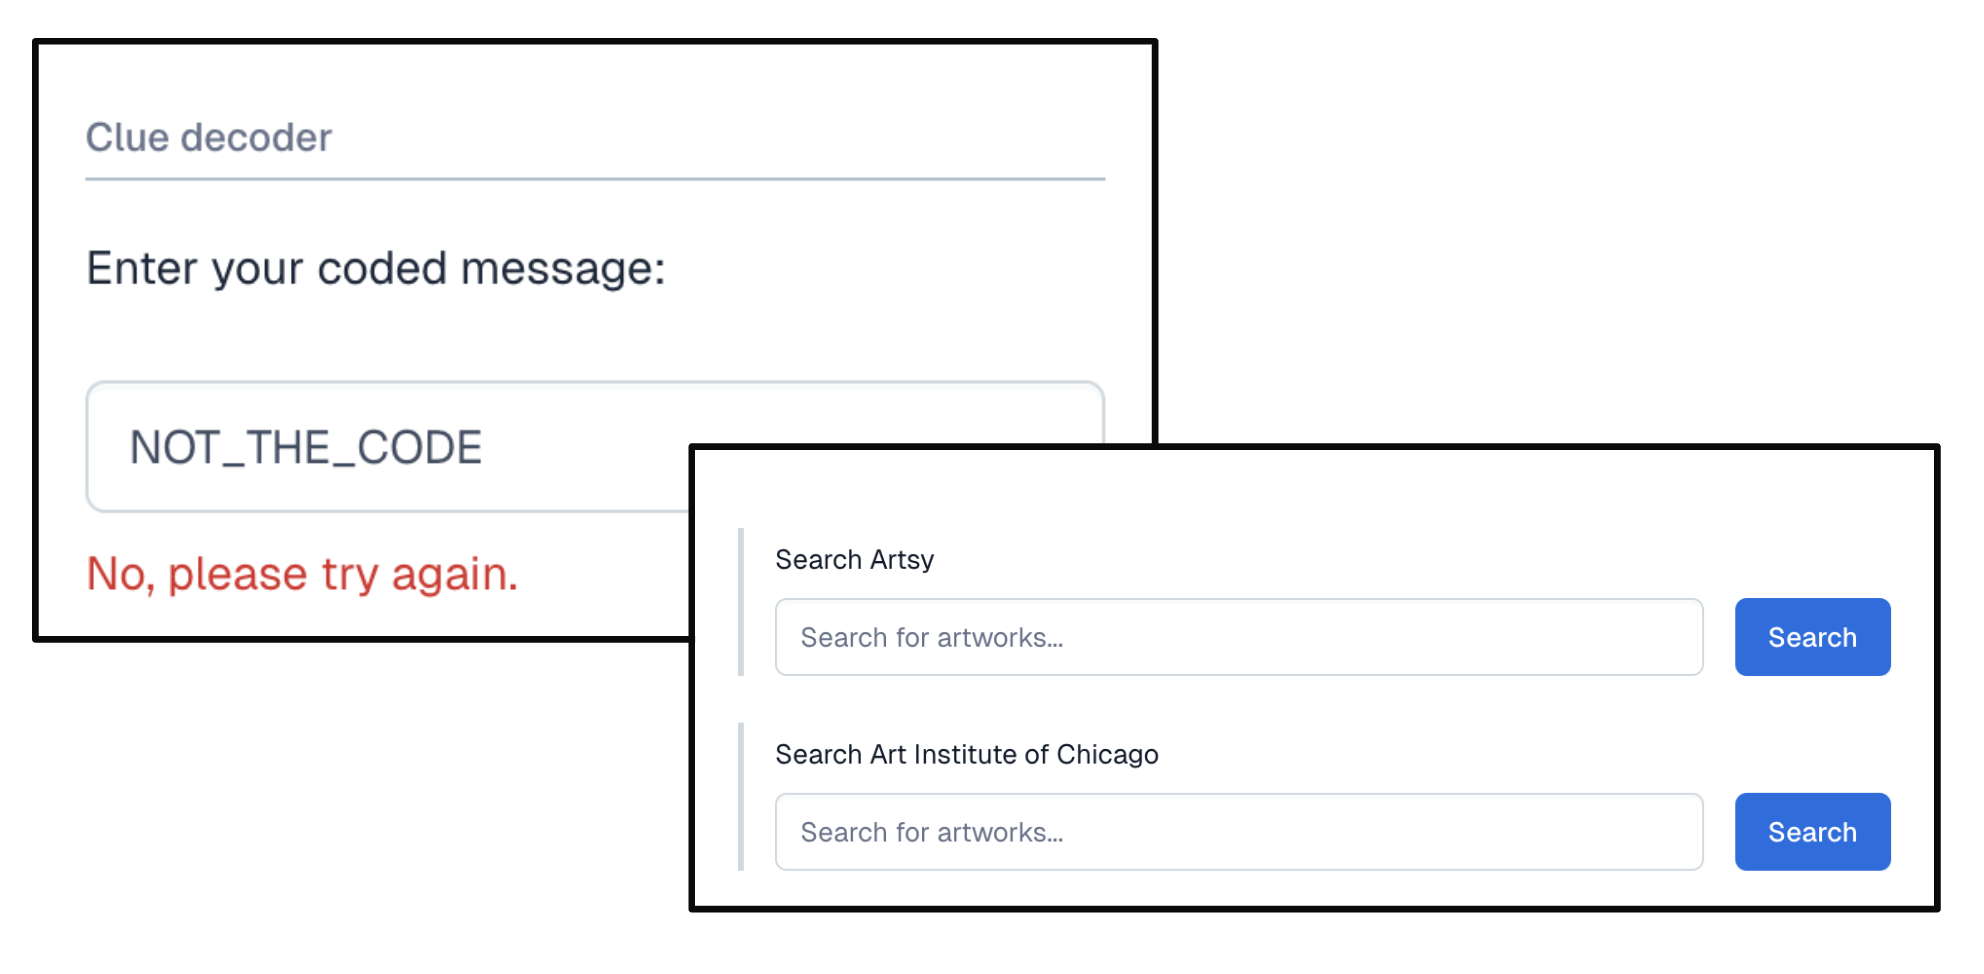 Clue decoder
Enter your coded message:
NOT_THE_CODE
No, please try again.
Search Artsy
Search for artworks...
Search
Search Art Institute of Chicago
Search for artworks...
Search